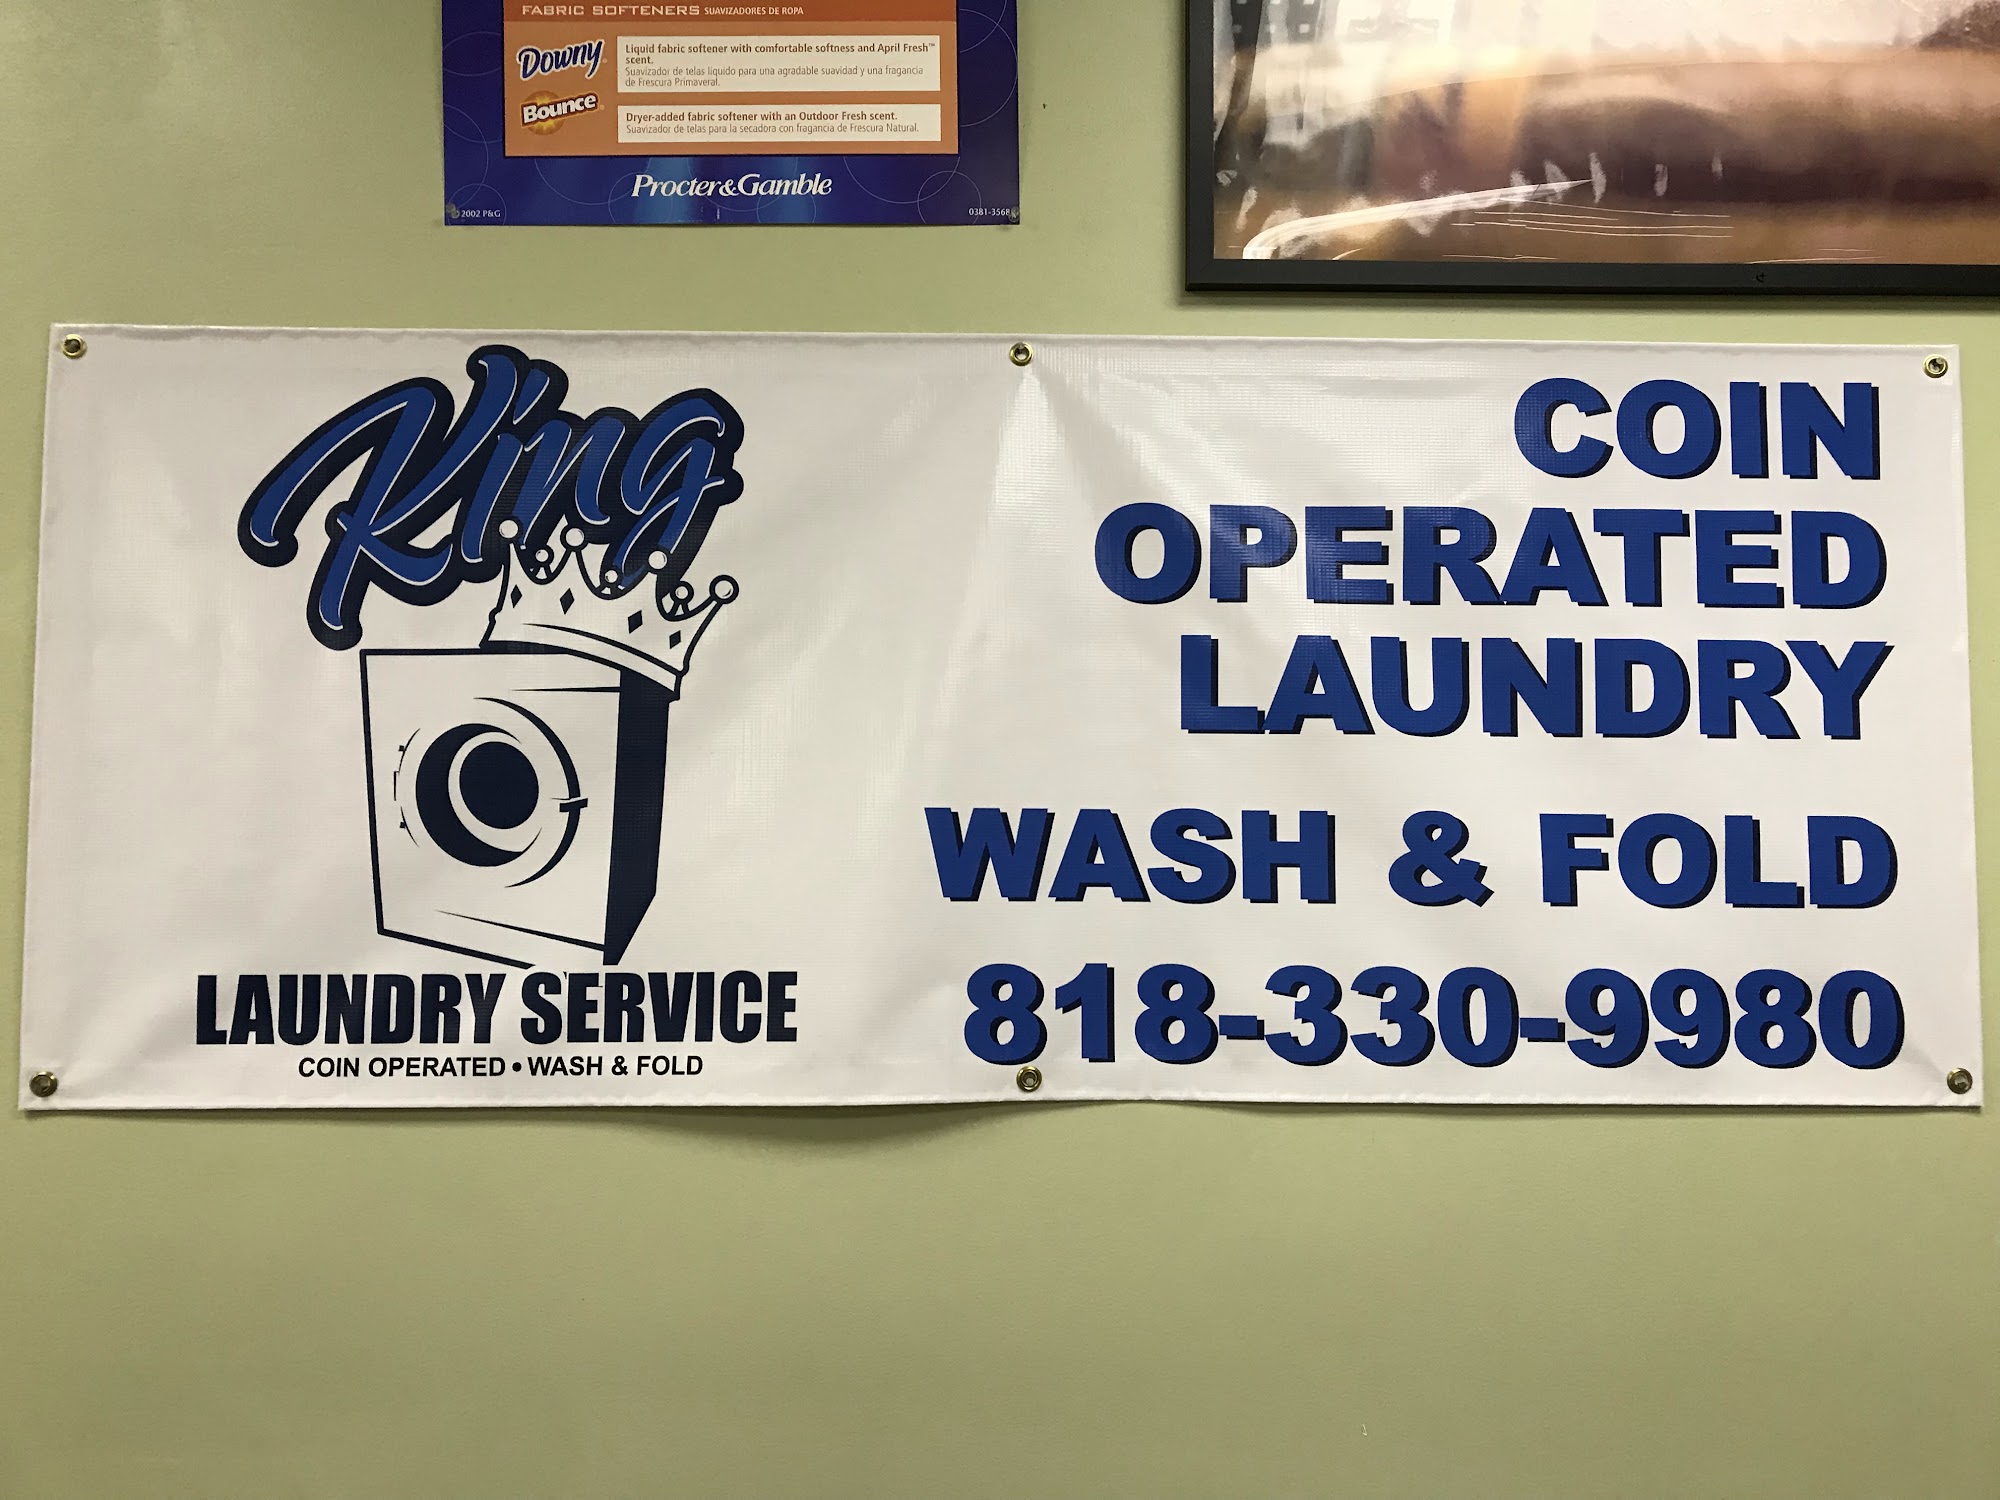 FABRIC SOFTENERS SUAVIZADORES DE ROPA
Downy
Liquid fabric softener with comfortable softness and April Fresh™
scent.
Suavizador de telas líquido para una agradable suavidad y una fragancia
de Frescura Primaveral.
Bounce
Dryer-added fabric softener with an Outdoor Fresh scent.
Suavizador de telas para la secadora con fragancia de Frescura Natural.
Procter&Gamble
2002 P&G
0381-3568
King
LAUNDRY SERVICE
COIN OPERATED • WASH & FOLD
COIN
OPERATED
LAUNDRY
WASH & FOLD
818-330-9980